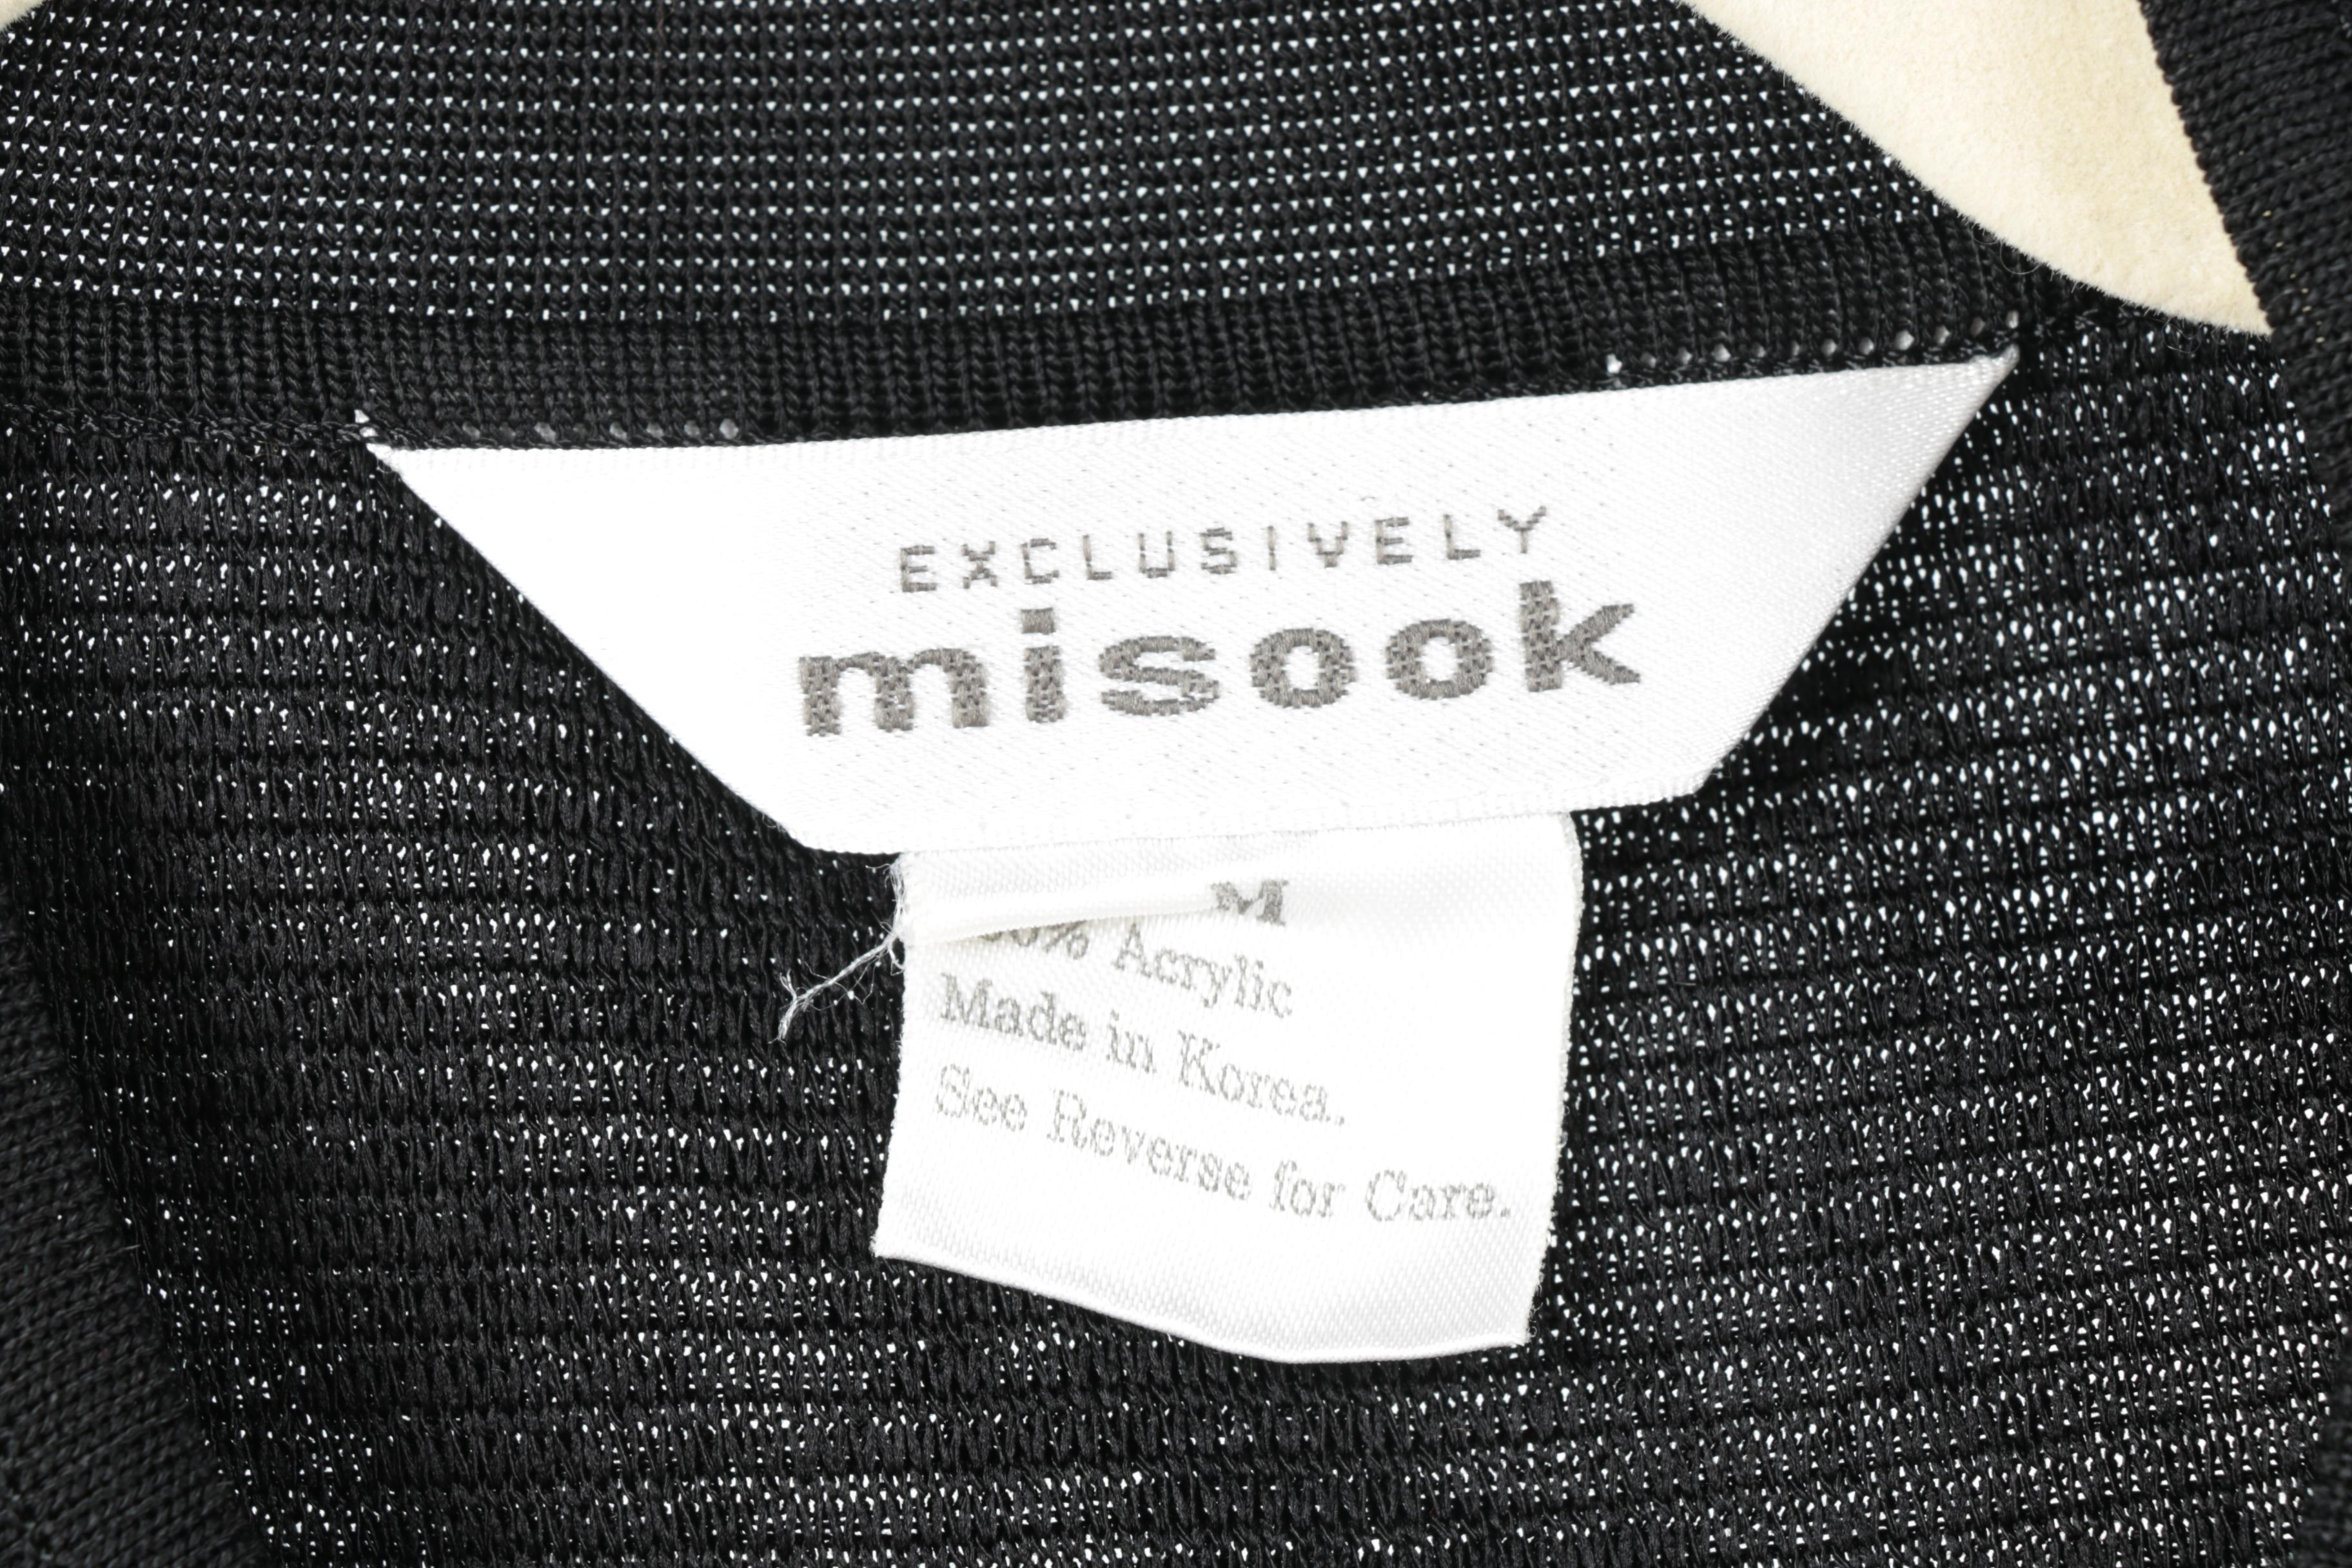 EXCLUSIVELY
misook
M
Acrylic
Made in Korea.
See Reverse for Care.